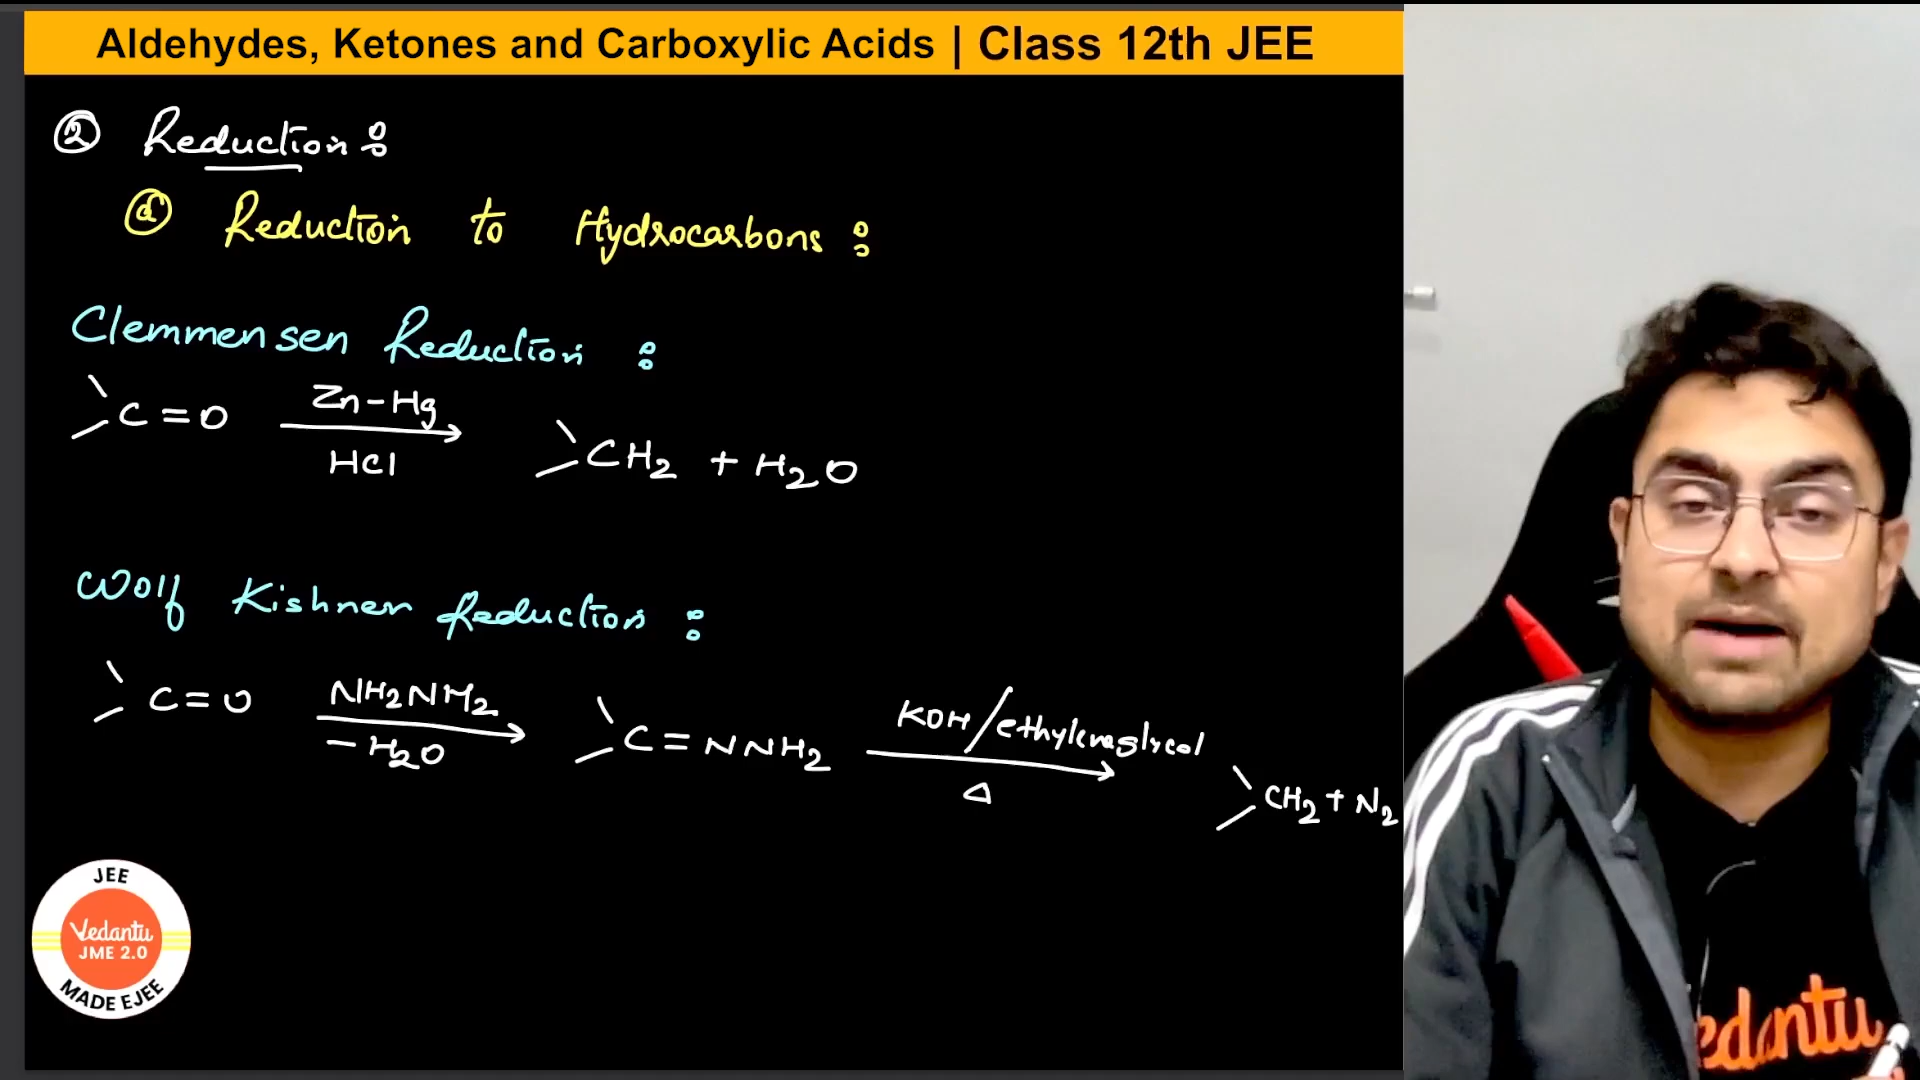 Aldehydes, Ketones and Carboxylic Acids | Class 12th JEE
② Reduction :
ⓐ Reduction to Hydrocarbons :
Clemmensen Reduction :
C=O Zn-Hg HCl CH2 + H2O
Wolf Kishner Reduction :
C=O NH2NH2 -H2O C=NNH2 KOH/ethyleneglycol Δ CH2 + N2
JEE
Vedantu
JME 2.0
MADE EJEE
edantu